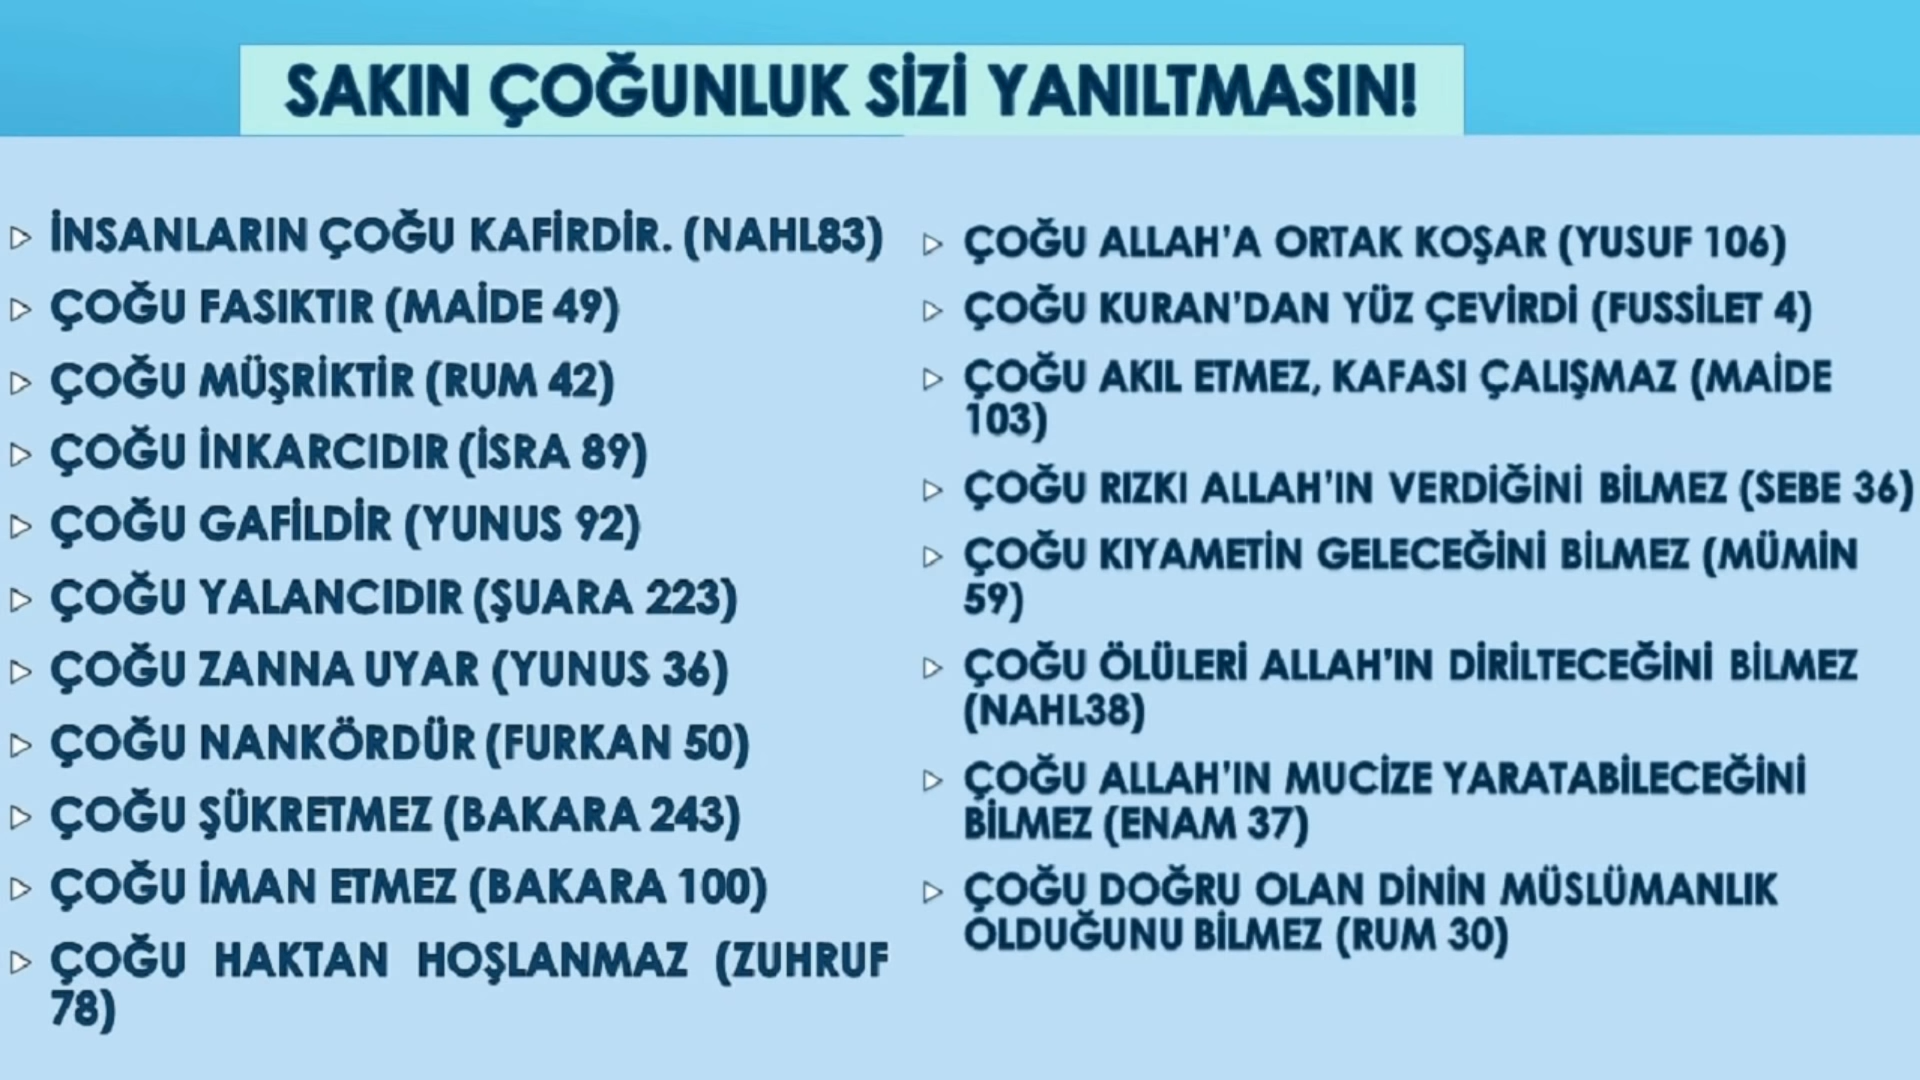 SAKIN ÇOĞUNLUK SİZİ YANILTMASIN!
İNSANLARIN ÇOĞU KAFİRDİR. (NAHL83)
ÇOĞU FASIKTIR (MAİDE 49)
ÇOĞU MÜŞRİKTİR (RUM 42)
ÇOĞU İNKARCIDIR (İSRA 89)
ÇOĞU GAFİLDİR (YUNUS 92)
ÇOĞU YALANCIDIR (ŞUARA 223)
ÇOĞU ZANNA UYAR (YUNUS 36)
ÇOĞU NANKÖRDÜR (FURKAN 50)
ÇOĞU ŞÜKRETMEZ (BAKARA 243)
ÇOĞU İMAN ETMEZ (BAKARA 100)
ÇOĞU HAKTAN HOŞLANMAZ (ZUHRUF
78)
ÇOĞU ALLAH'A ORTAK KOŞAR (YUSUF 106)
ÇOĞU KURAN'DAN YÜZ ÇEVİRDİ (FUSSİLET 4)
ÇOĞU AKIL ETMEZ, KAFASI ÇALIŞMAZ (MAİDE
103)
ÇOĞU RIZKI ALLAH'IN VERDİĞİNİ BİLMEZ (SEBE 36)
ÇOĞU KIYAMETİN GELECEĞİNİ BİLMEZ (MÜMİN
59)
ÇOĞU ÖLÜLERİ ALLAH'IN DİRİLTECEĞİNİ BİLMEZ
(NAHL38)
ÇOĞU ALLAH'IN MUCİZE YARATABİLECEĞİNİ
BİLMEZ (ENAM 37)
ÇOĞU DOĞRU OLAN DİNİN MÜSLÜMANLIK
OLDUĞUNU BİLMEZ (RUM 30)